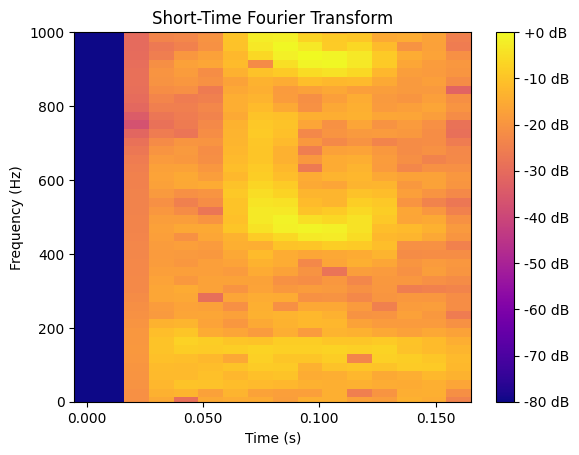 Short-Time Fourier Transform
Frequency (Hz)
1000
800
600
400
200
0
0.000
0.050
0.100
0.150
Time (s)
+0 dB
-10 dB
-20 dB
-30 dB
-40 dB
-50 dB
-60 dB
-70 dB
-80 dB